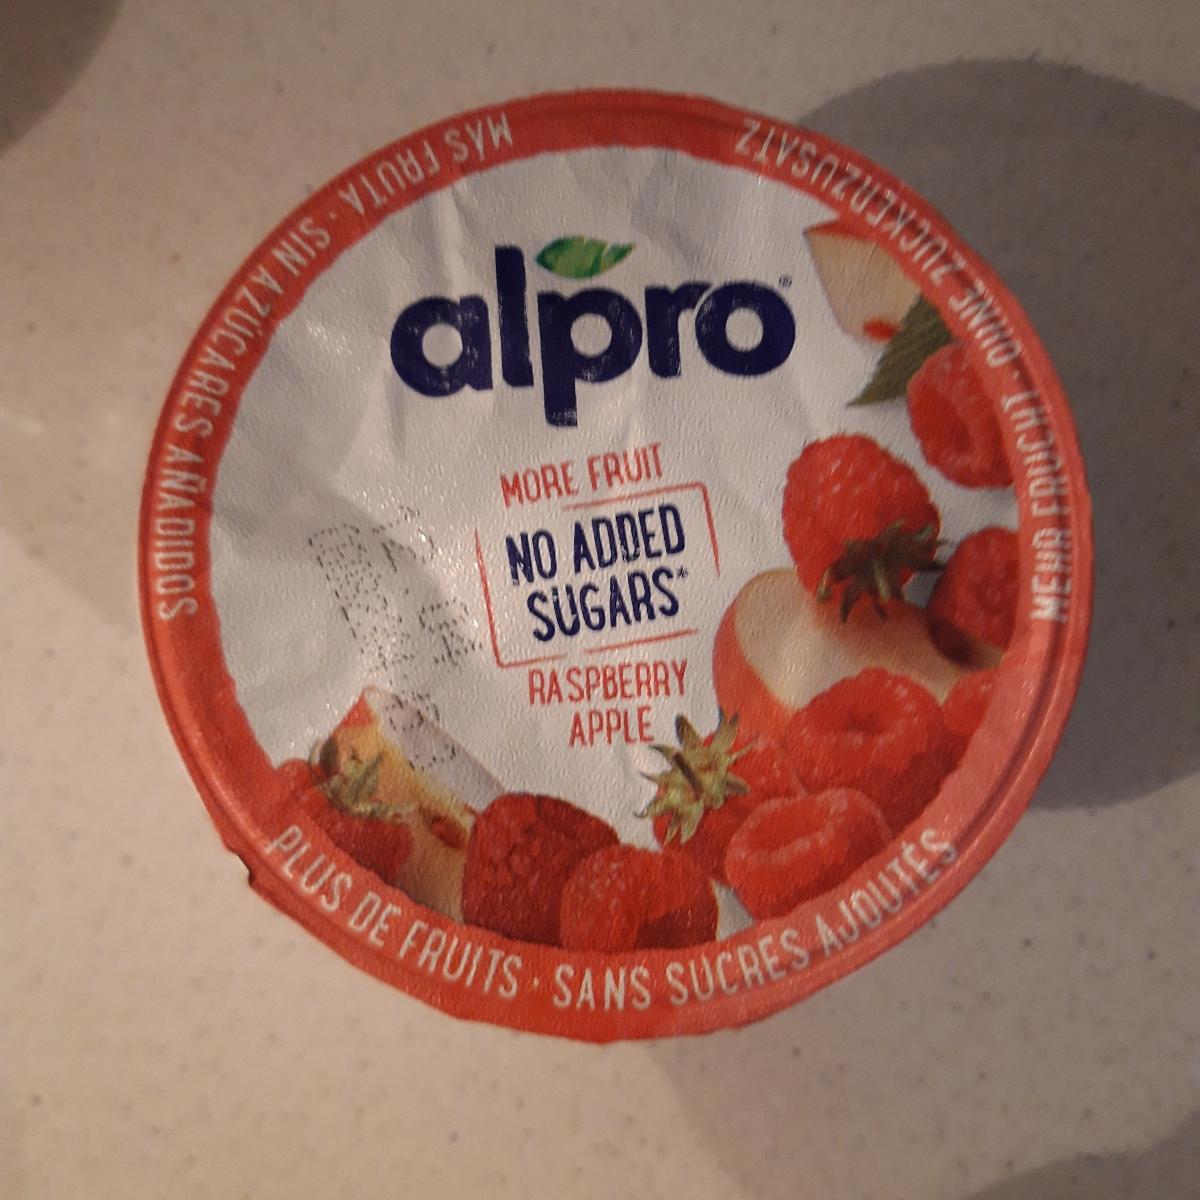 alpro®
MORE FRUIT
NO ADDED
SUGARS*
RASPBERRY
APPLE
MÁS FRUTA · SIN AZÚCARES AÑADIDOS
PLUS DE FRUITS · SANS SUCRES AJOUTÉS
MEHR FRUCHT · OHNE ZUCKERZUSATZ